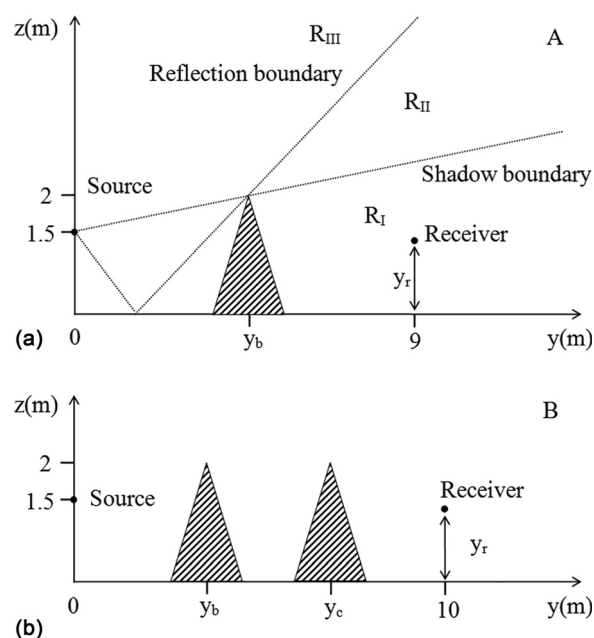 z(m)
A
R_III
Reflection boundary
R_II
2
Source
Shadow boundary
1.5
R_I
Receiver
y_r
(a)
0
y_b
9
y(m)
z(m)
B
2
1.5
Source
Receiver
y_r
(b)
0
y_b
y_c
10
y(m)